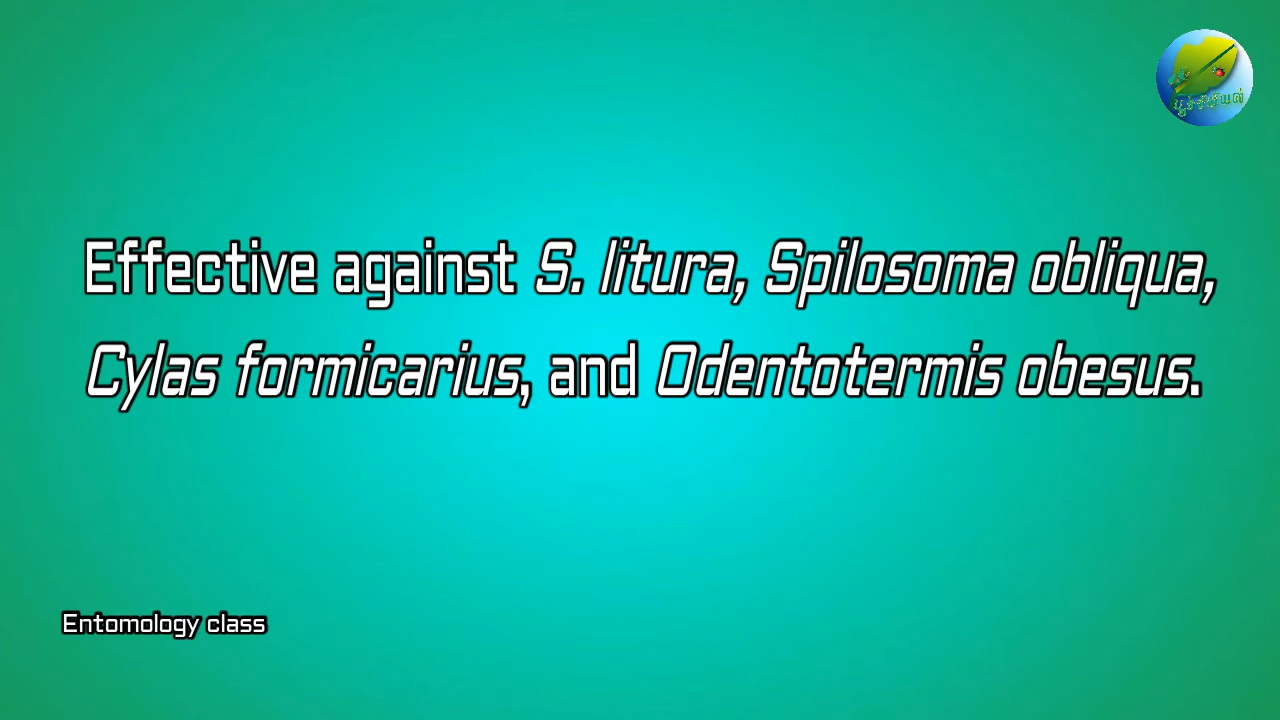 Effective against S. litura, Spilosoma obliqua,
Cylas formicarius, and Odentotermis obesus.
Entomology class